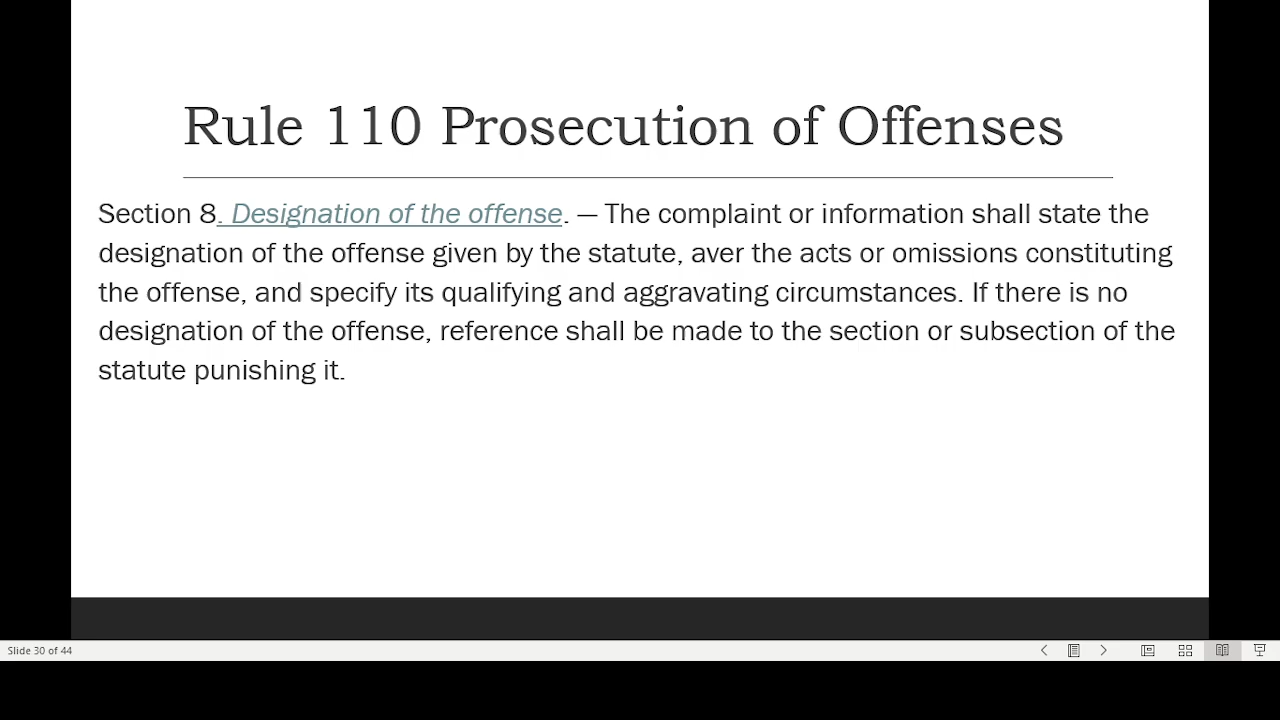 Rule 110 Prosecution of Offenses
Section 8. Designation of the offense. — The complaint or information shall state the
designation of the offense given by the statute, aver the acts or omissions constituting
the offense, and specify its qualifying and aggravating circumstances. If there is no
designation of the offense, reference shall be made to the section or subsection of the
statute punishing it.
Slide 30 of 44